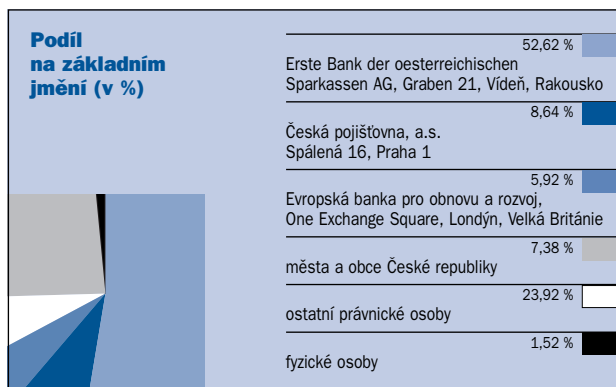 Podíl
na základním
jmění (v %)
52,62 %
Erste Bank der oesterreichischen
Sparkassen AG, Graben 21, Vídeň, Rakousko
8,64 %
Česká pojišťovna, a.s.
Spálená 16, Praha 1
5,92 %
Evropská banka pro obnovu a rozvoj,
One Exchange Square, Londýn, Velká Británie
7,38 %
města a obce České republiky
23,92 %
ostatní právnické osoby
1,52 %
fyzické osoby